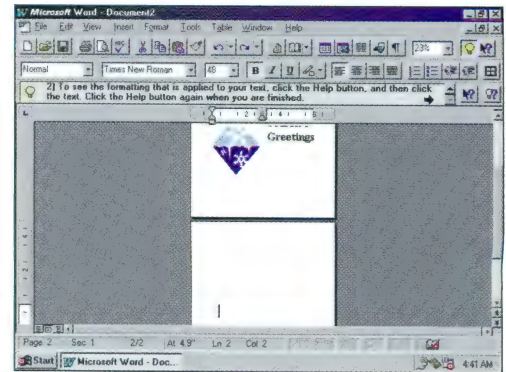 Microsoft Word - Document2
File Edit View Insert Format Tools Table Window Help
23%
Normal Times New Roman 48 B I U
2) To see the formatting that is applied to your text, click the Help button, and then click
the text. Click the Help button again when you are finished.
Greetings
Page 2 Sec 1 2/2 At 4.9" Ln 2 Col 2
Start Microsoft Word - Doc... 4:41 AM